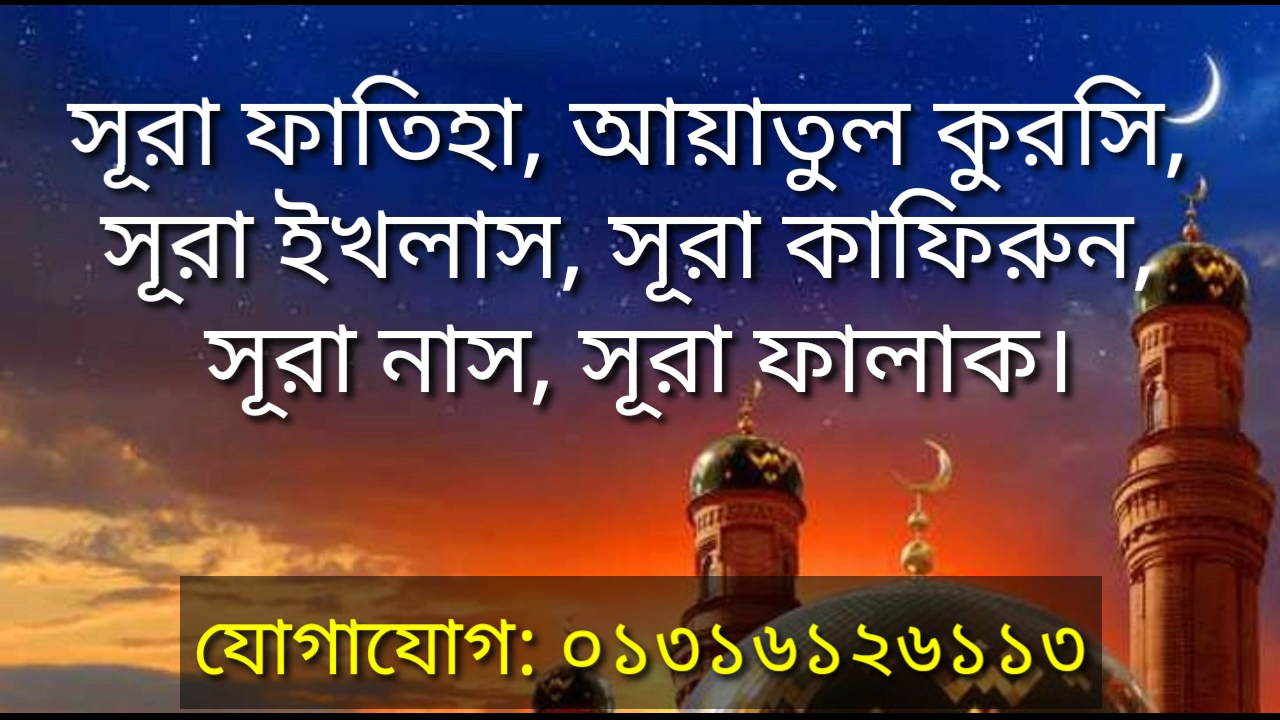 সূরা ফাতিহা, আয়াতুল কুরসি,
সূরা ইখলাস, সূরা কাফিরুন,
সূরা নাস, সূরা ফালাক।
যোগাযোগ: ০১৩১৬১২৬১১৩